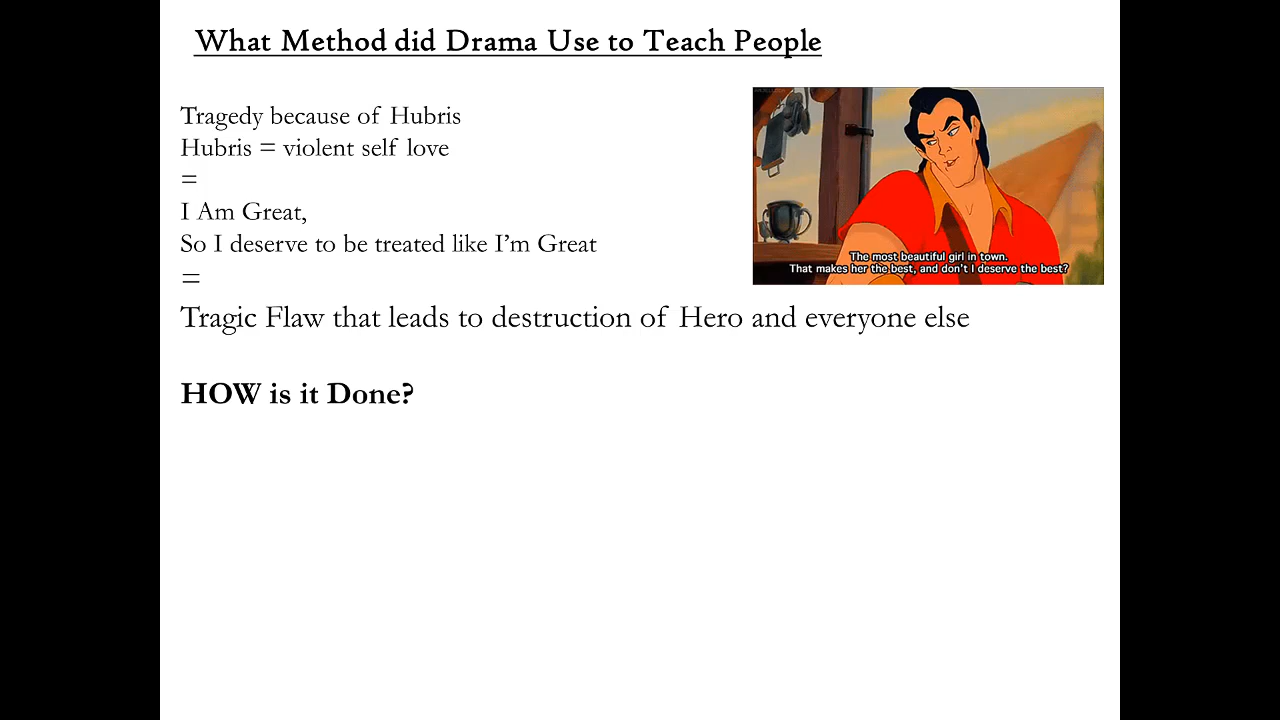 What Method did Drama Use to Teach People
Tragedy because of Hubris
Hubris = violent self love
=
I Am Great,
So I deserve to be treated like I'm Great
=
The most beautiful girl in town.
That makes her the best, and don't I deserve the best?
Tragic Flaw that leads to destruction of Hero and everyone else
HOW is it Done?